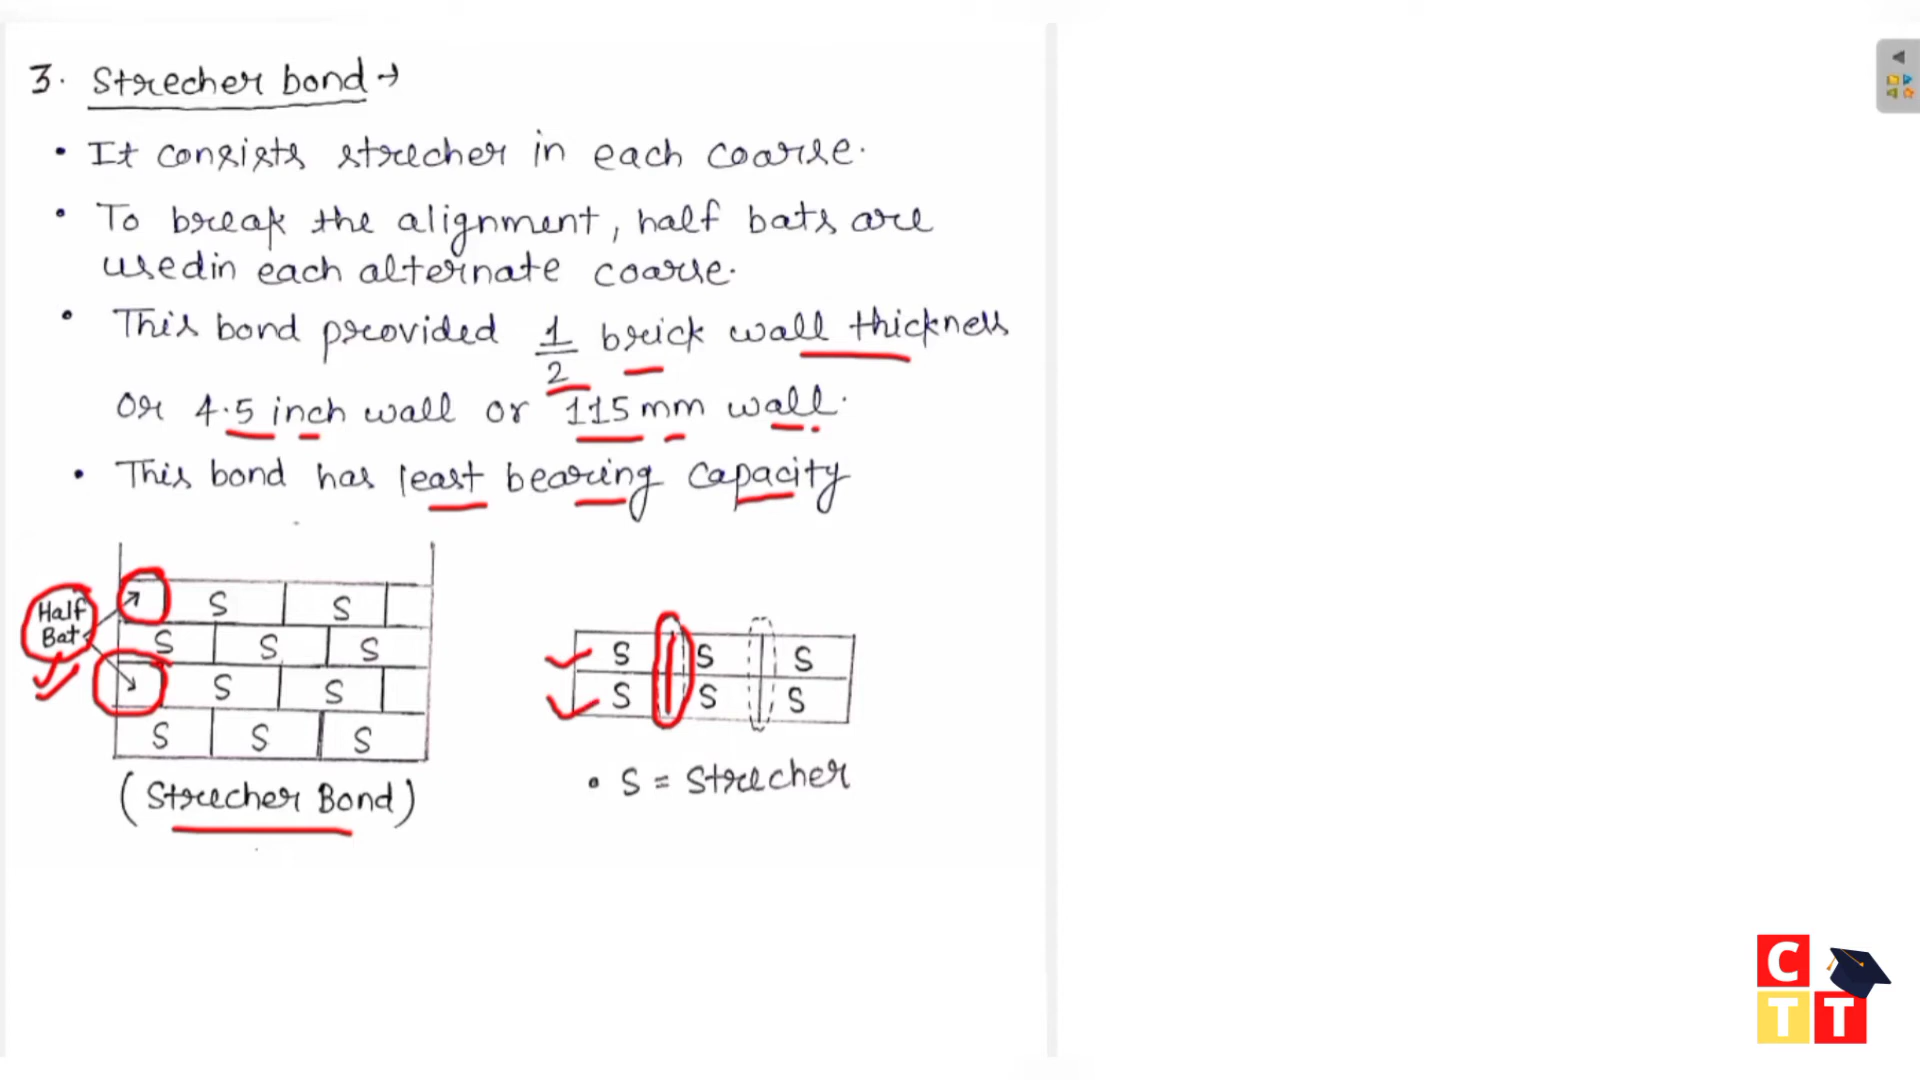 3. Strecher bond →
• It consists strecher in each coarse.
• To break the alignment, half bats are
used in each alternate coarse.
• This bond provided 1/2 brick wall thickness
or 4.5 inch wall or 115 mm wall.
• This bond has least bearing capacity
Half
Bat
S S
S S S
S S
S S S
(Strecher Bond)
S S S
S S S
• S = Strecher
C
T T